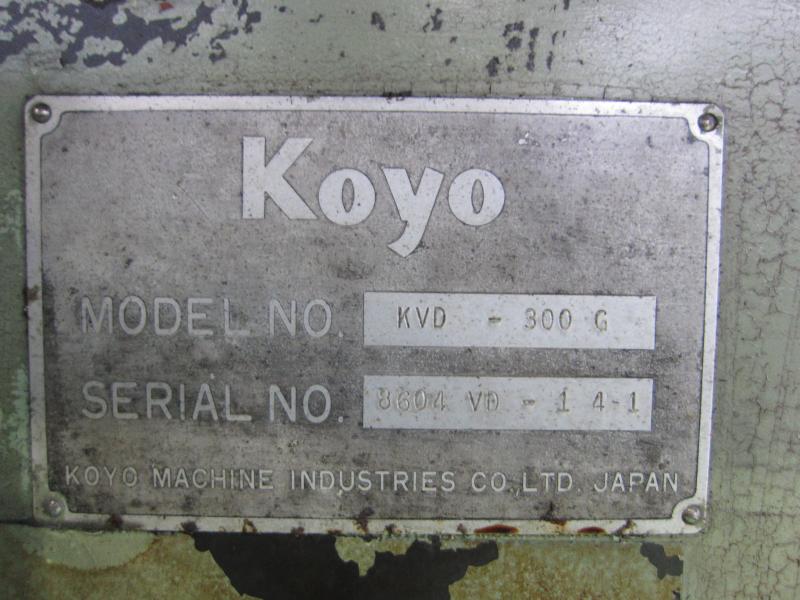 Koyo
MODEL NO. KVD - 300 G
SERIAL NO. 8604 VD - 1 4-1
KOYO MACHINE INDUSTRIES CO.,LTD. JAPAN